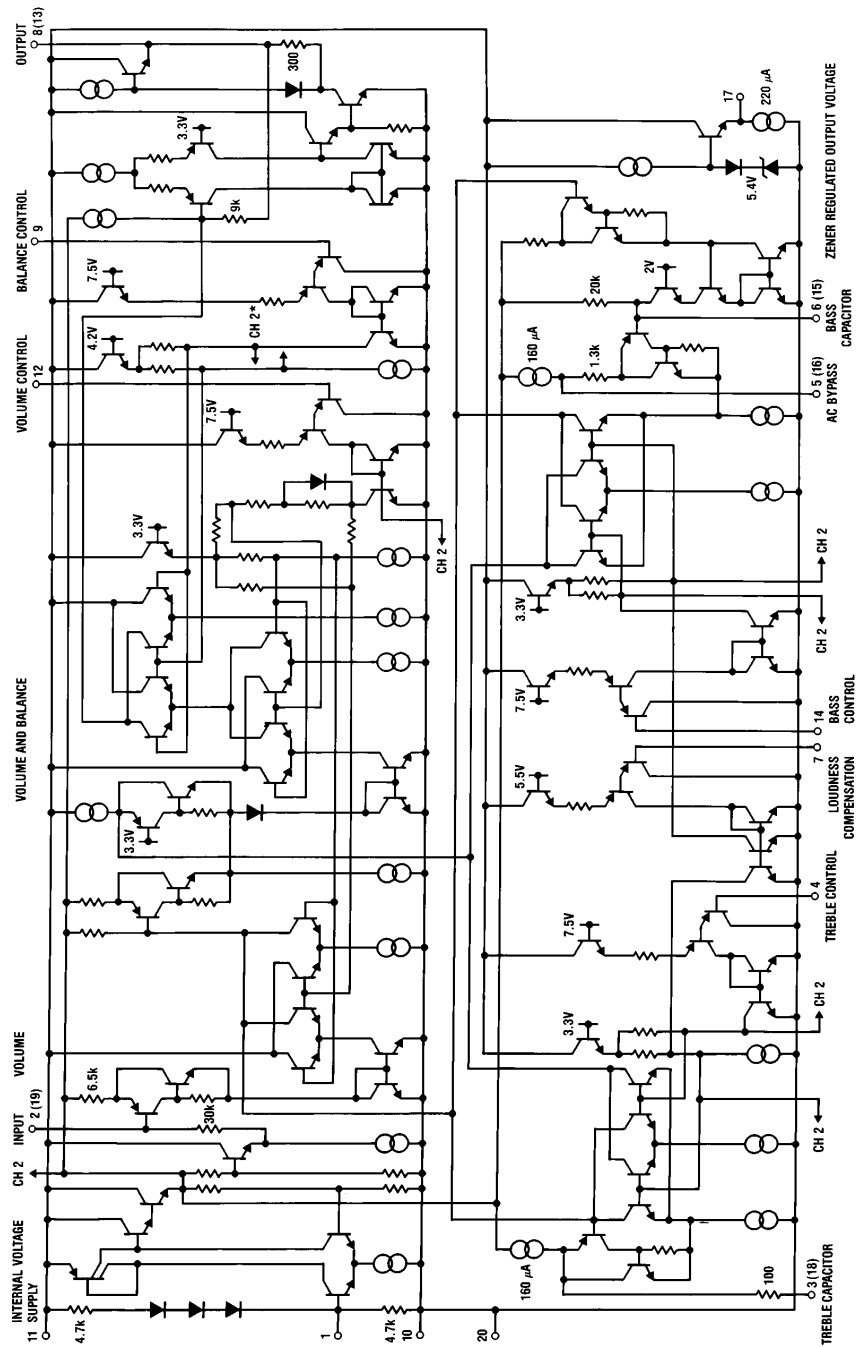 INTERNAL VOLTAGE
SUPPLY
11
4.7k
1
4.7k
10
20
CH 2
INPUT
2 (19)
6.5k
30k
VOLUME
VOLUME AND BALANCE
3.3V
3.3V
VOLUME CONTROL
12
7.5V
CH 2
4.2V
CH 2*
BALANCE CONTROL
9
7.5V
9k
3.3V
OUTPUT
8(13)
300
160 μA
100
3(18)
TREBLE CAPACITOR
CH 2
3.3V
CH 2
7.5V
4
TREBLE CONTROL
5.5V
LOUDNESS
COMPENSATION
7
14
BASS
CONTROL
7.5V
3.3V
CH 2
CH 2
160 μA
1.3k
5 (16)
AC BYPASS
20k
2V
6 (15)
BASS
CAPACITOR
5.4V
17
220 μA
ZENER REGULATED OUTPUT VOLTAGE